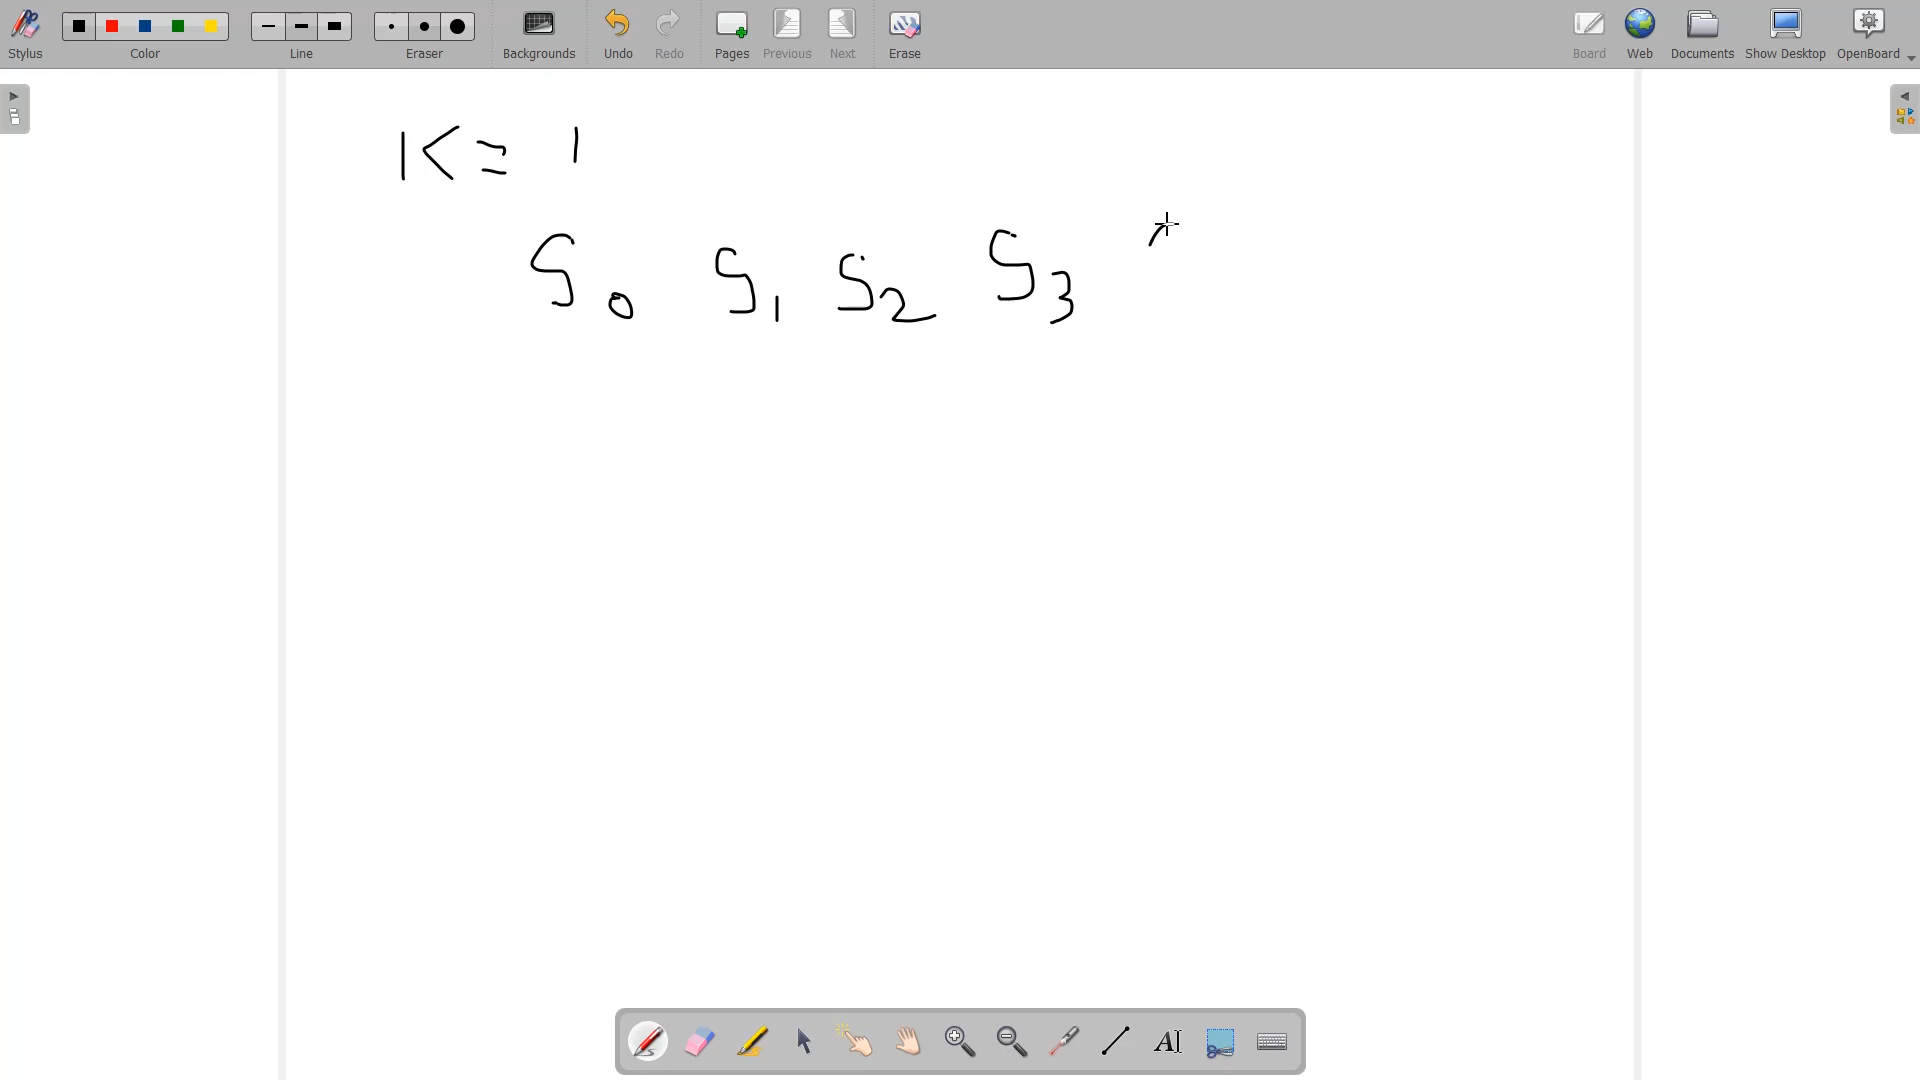 Stylus Color Line Eraser Backgrounds Undo Redo Pages Previous Next Erase Board Web Documents Show Desktop OpenBoard
K = 1
S₀ S₁ S₂ S₃